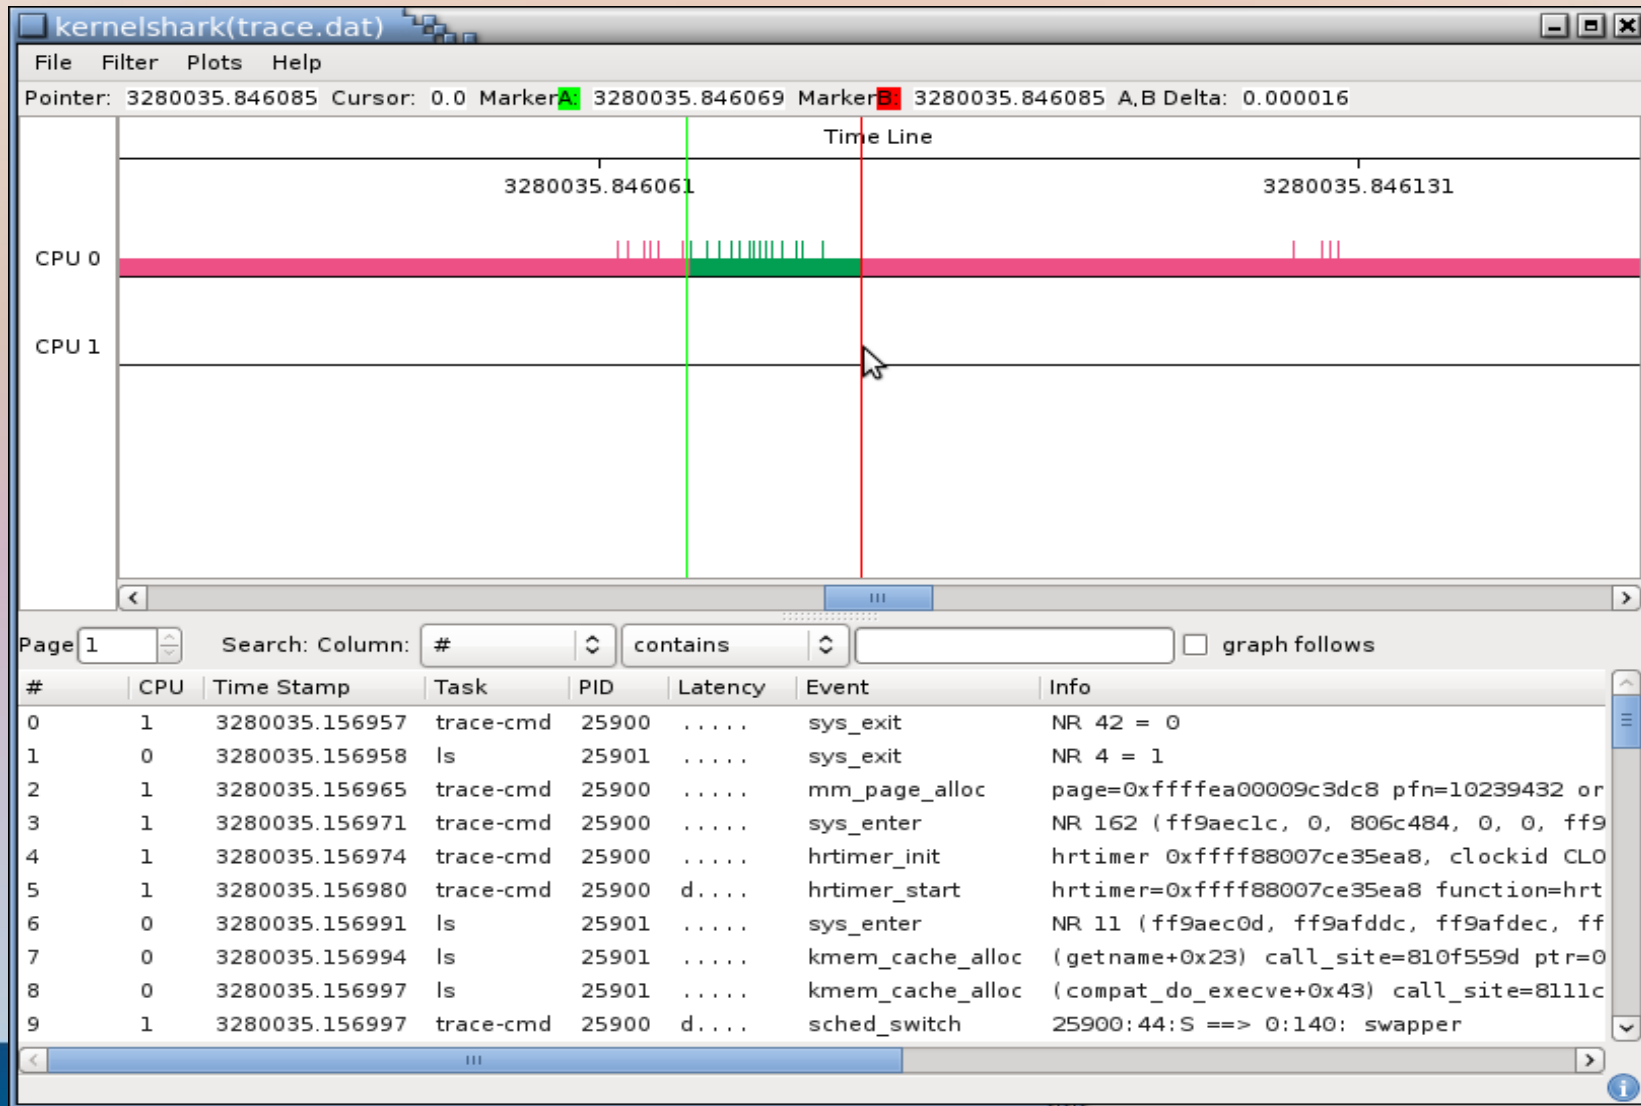 kernelshark(trace.dat)
File Filter Plots Help
Pointer: 3280035.846085 Cursor: 0.0 MarkerA: 3280035.846069 MarkerB: 3280035.846085 A,B Delta: 0.000016
Time Line
3280035.846061 3280035.846131
CPU 0
CPU 1
Page 1 Search: Column: # contains graph follows
# CPU Time Stamp Task PID Latency Event Info
0 1 3280035.156957 trace-cmd 25900 ..... sys_exit NR 42 = 0
1 0 3280035.156958 ls 25901 ..... sys_exit NR 4 = 1
2 1 3280035.156965 trace-cmd 25900 ..... mm_page_alloc page=0xffffea00009c3dc8 pfn=10239432 or
3 1 3280035.156971 trace-cmd 25900 ..... sys_enter NR 162 (ff9aec1c, 0, 806c484, 0, 0, ff9
4 1 3280035.156974 trace-cmd 25900 ..... hrtimer_init hrtimer 0xffff88007ce35ea8, clockid CLO
5 1 3280035.156980 trace-cmd 25900 d.... hrtimer_start hrtimer=0xffff88007ce35ea8 function=hrt
6 0 3280035.156991 ls 25901 ..... sys_enter NR 11 (ff9aec0d, ff9afddc, ff9afdec, ff
7 0 3280035.156994 ls 25901 ..... kmem_cache_alloc (getname+0x23) call_site=810f559d ptr=0
8 0 3280035.156997 ls 25901 ..... kmem_cache_alloc (compat_do_execve+0x43) call_site=8111c
9 1 3280035.156997 trace-cmd 25900 d.... sched_switch 25900:44:S ==> 0:140: swapper